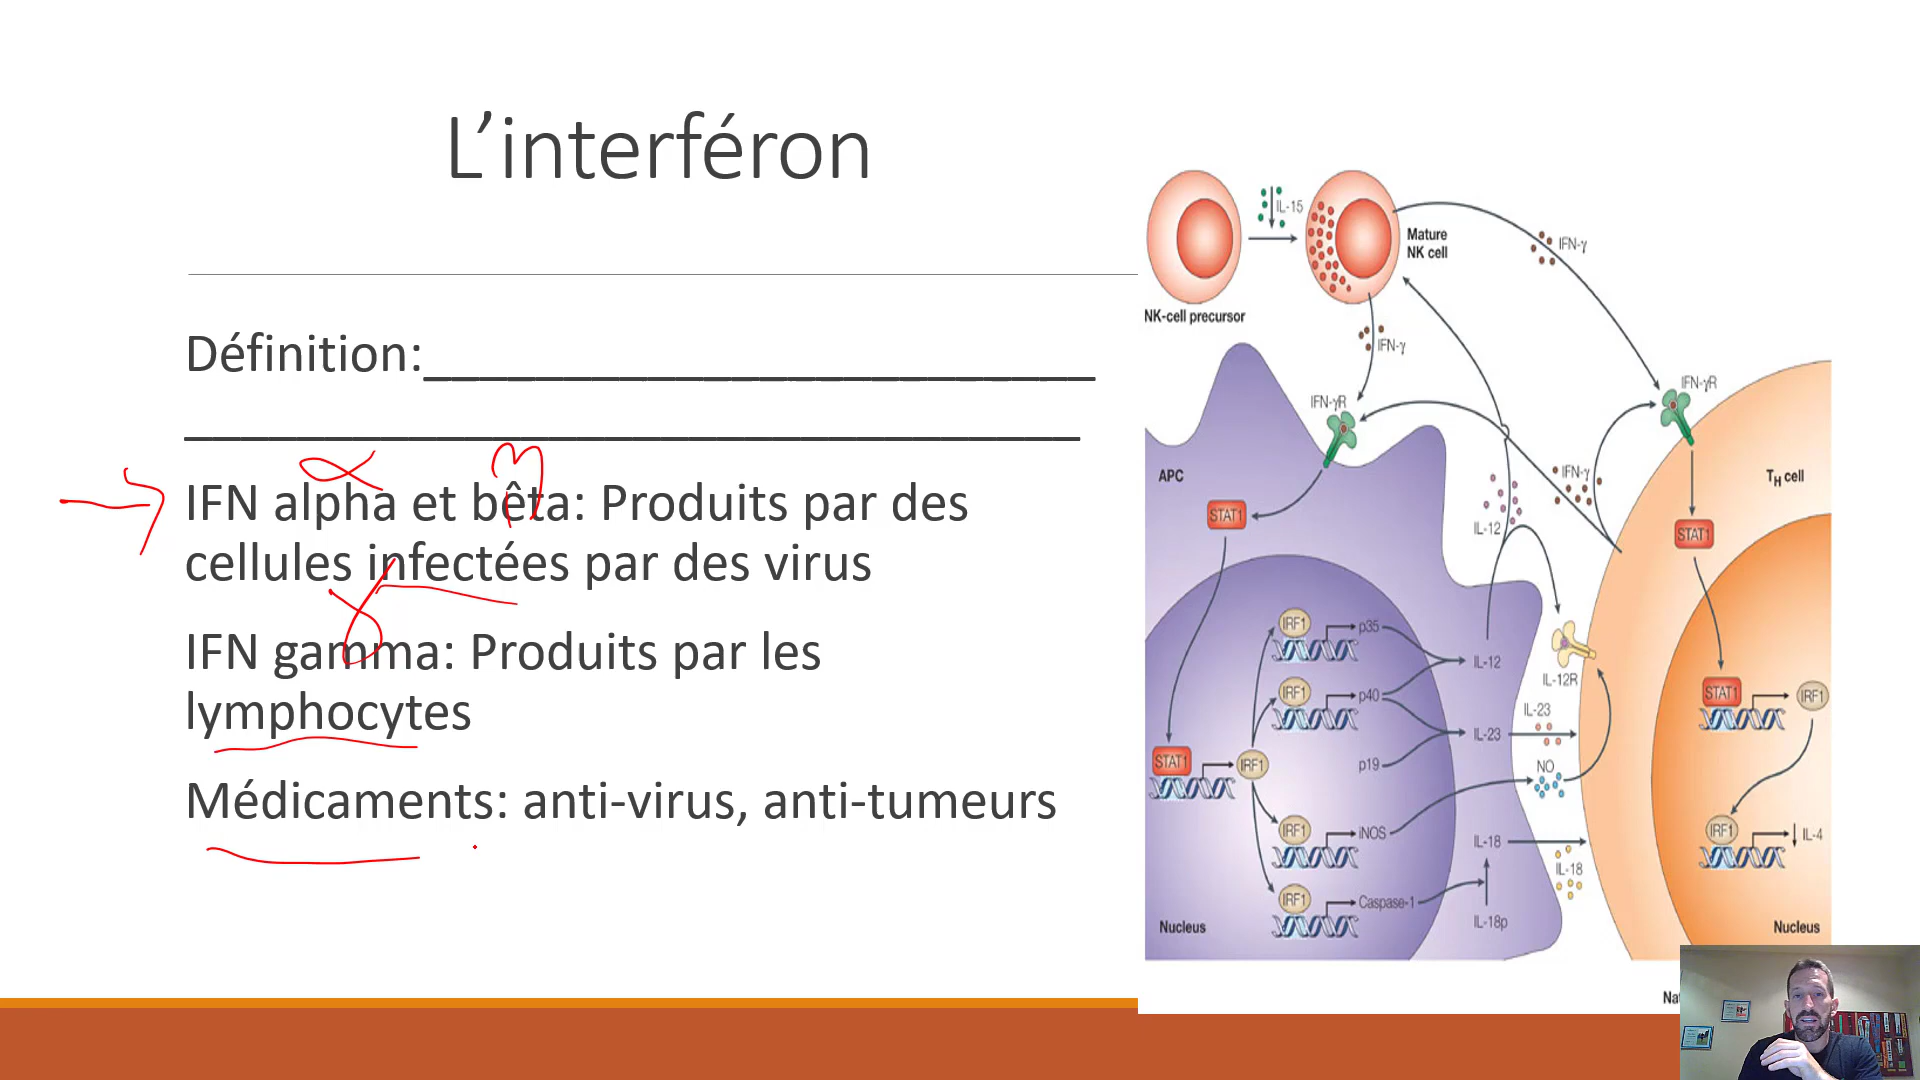 L'interféron
Définition:________________________
________________________________
α
β
IFN alpha et bêta: Produits par des
cellules infectées par des virus
γ
IFN gamma: Produits par les
lymphocytes
Médicaments: anti-virus, anti-tumeurs
IL-15
Mature
NK cell
NK-cell precursor
IFN-γ
IFN-γ
IFN-γR
IFN-γR
APC
STAT1
IL-12
IFN-γ
TH cell
STAT1
IRF1
p35
IL-12
IL-12R
IRF1
p40
IL-23
IL-23
STAT1
IRF1
p19
NO
STAT1
IRF1
IRF1
iNOS
IL-18
IL-18
IRF1
IL-4
IRF1
Caspase-1
IL-18p
Nucleus
Nucleus